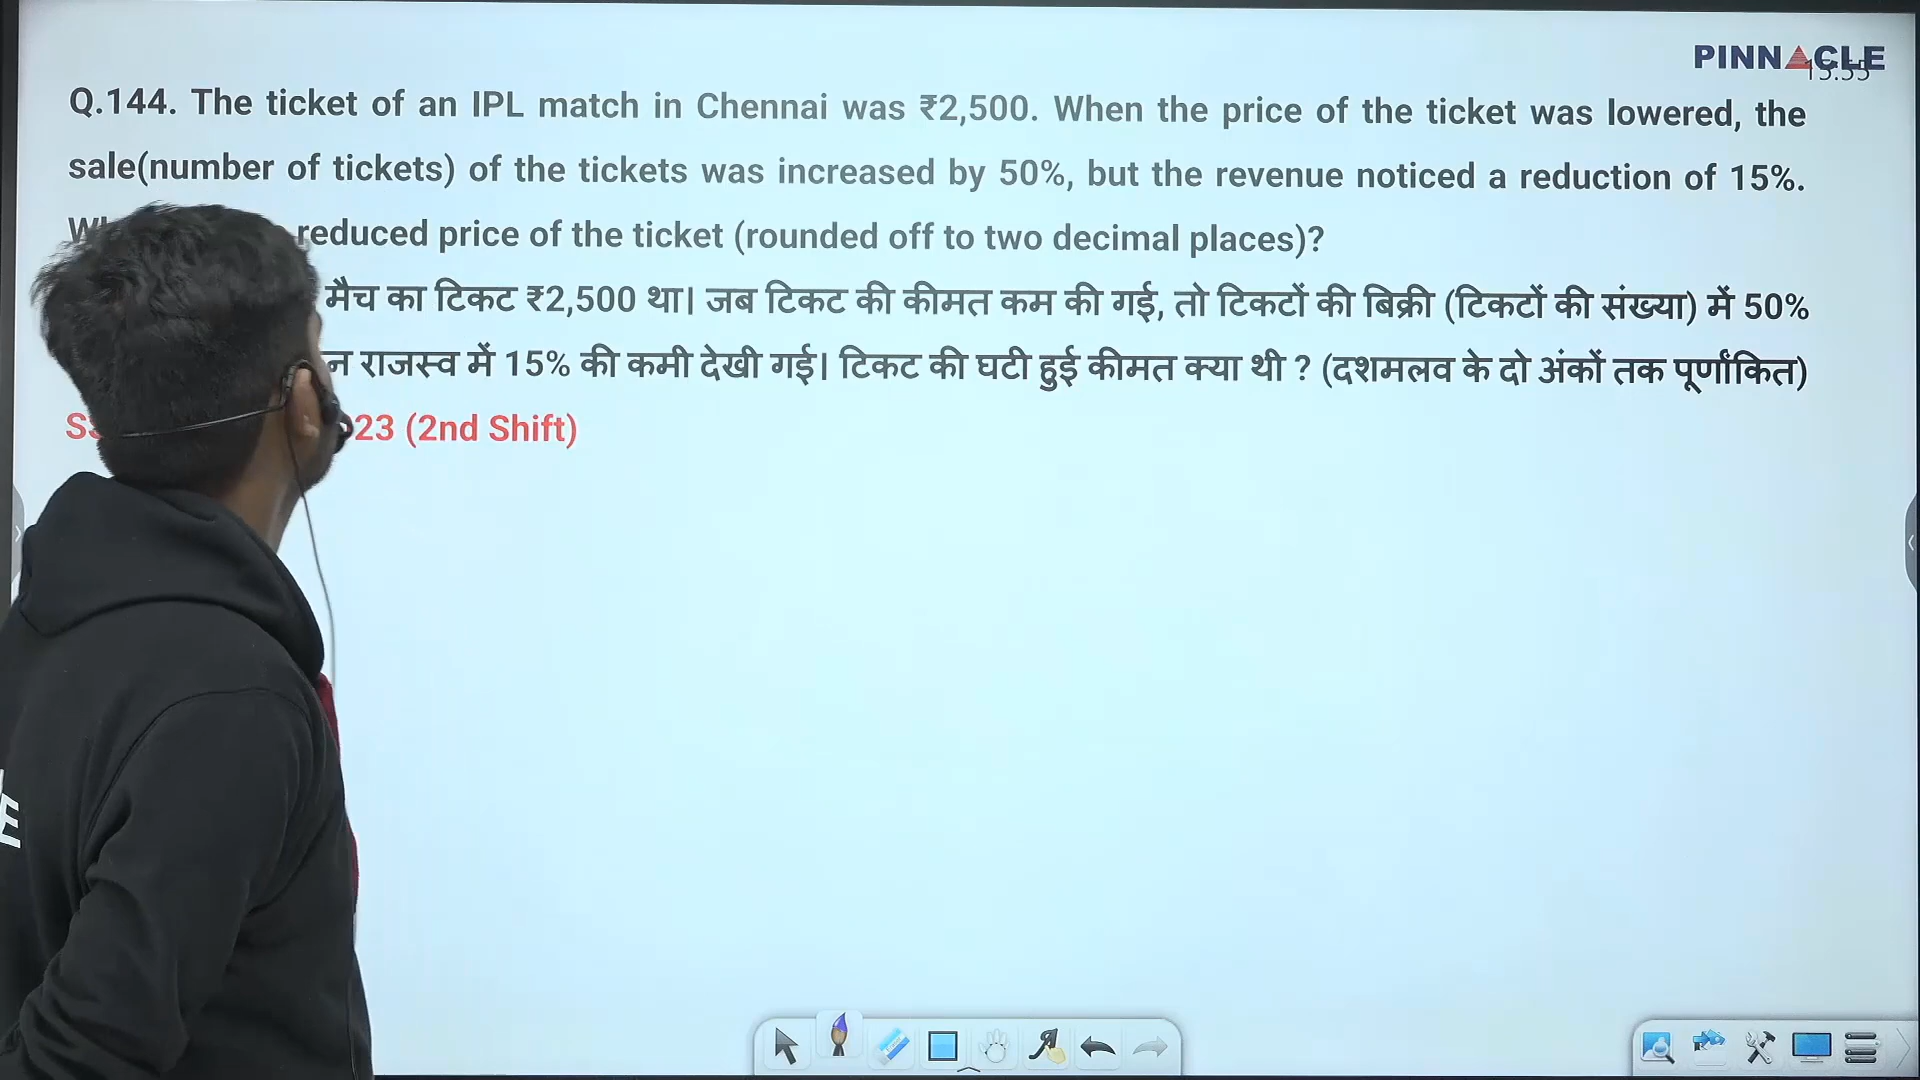 PINNACLE
15:55
Q.144. The ticket of an IPL match in Chennai was ₹2,500. When the price of the ticket was lowered, the
sale(number of tickets) of the tickets was increased by 50%, but the revenue noticed a reduction of 15%.
reduced price of the ticket (rounded off to two decimal places)?
मैच का टिकट ₹2,500 था। जब टिकट की कीमत कम की गई, तो टिकटों की बिक्री (टिकटों की संख्या) में 50%
राजस्व में 15% की कमी देखी गई। टिकट की घटी हुई कीमत क्या थी ? (दशमलव के दो अंकों तक पूर्णांकित)
23 (2nd Shift)
E